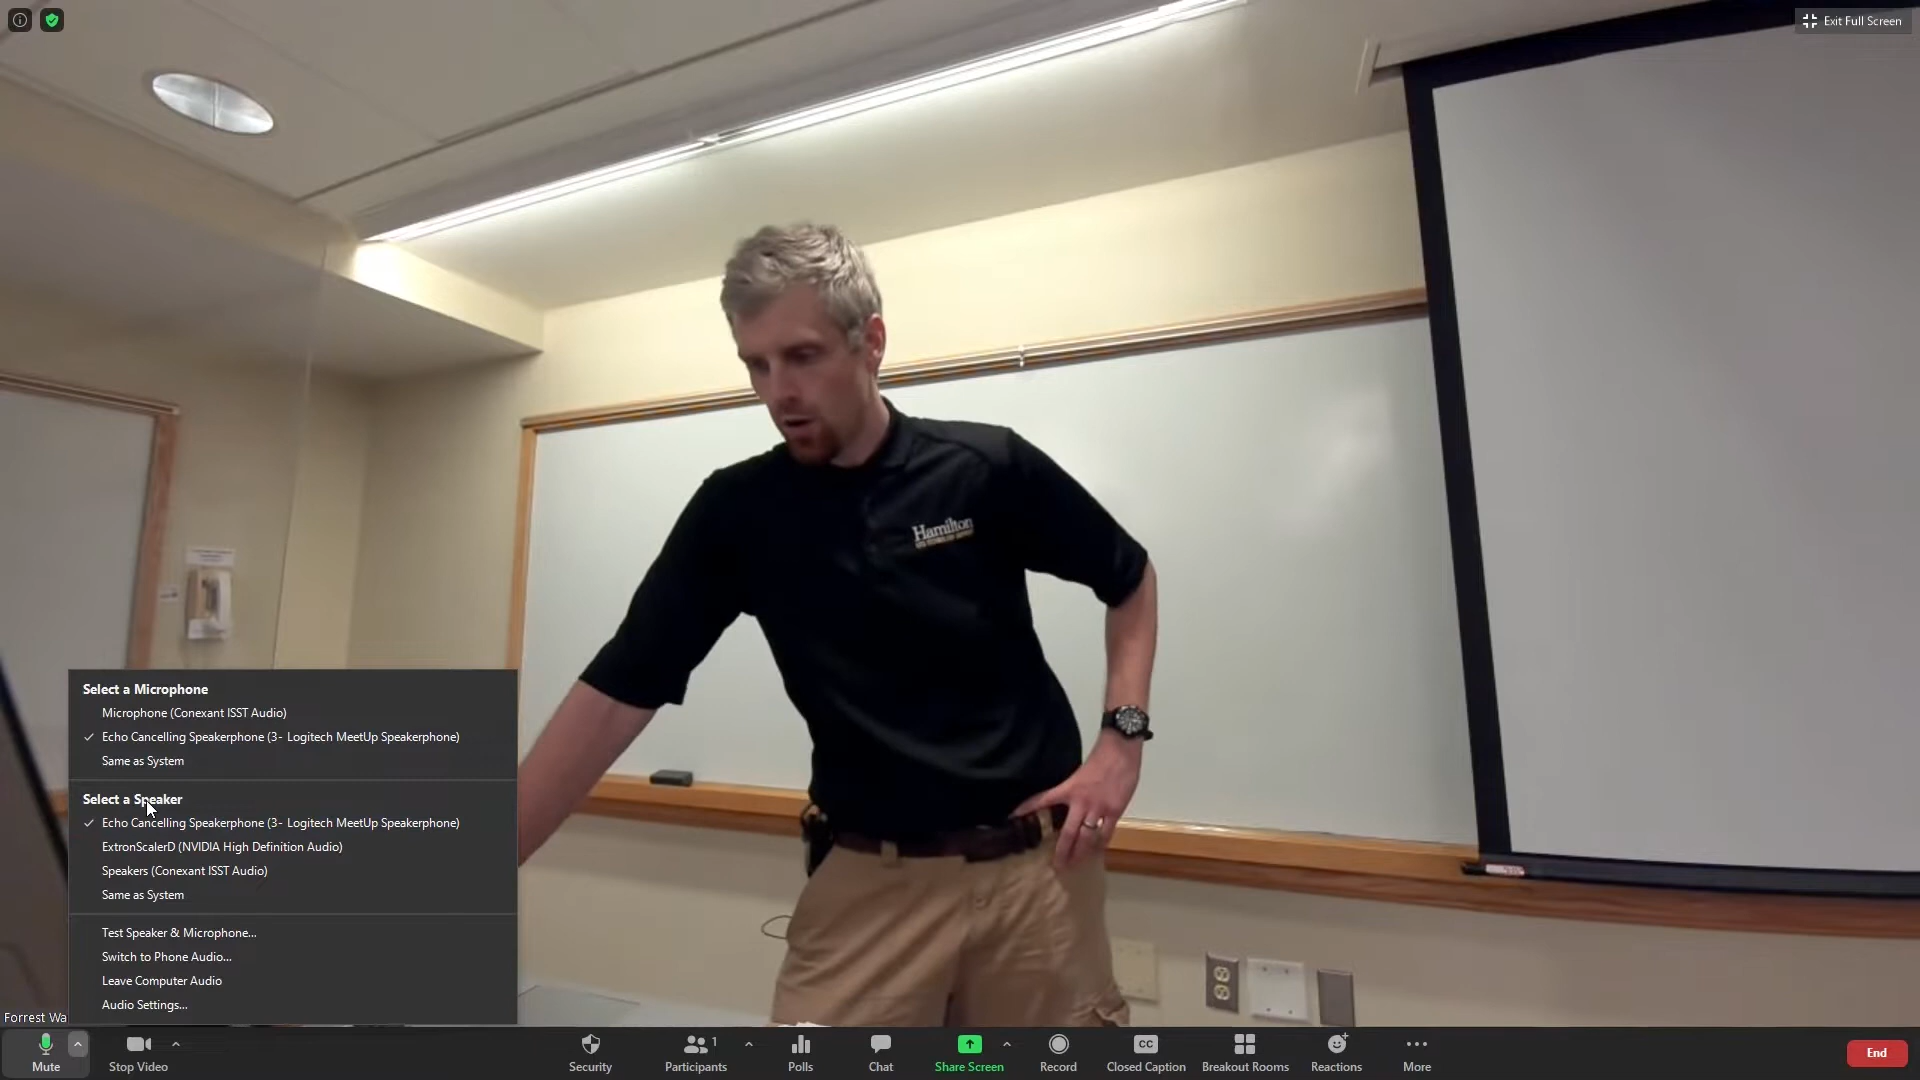 Exit Full Screen
Hamilton
Select a Microphone
Microphone (Conexant ISST Audio)
✓ Echo Cancelling Speakerphone (3- Logitech MeetUp Speakerphone)
Same as System
Select a Speaker
✓ Echo Cancelling Speakerphone (3- Logitech MeetUp Speakerphone)
ExtronScalerD (NVIDIA High Definition Audio)
Speakers (Conexant ISST Audio)
Same as System
Test Speaker & Microphone...
Switch to Phone Audio...
Leave Computer Audio
Audio Settings...
Forrest Wa
Mute
Stop Video
Security
Participants 1
Polls
Chat
Share Screen
Record
CC
Closed Caption
Breakout Rooms
Reactions
More
End